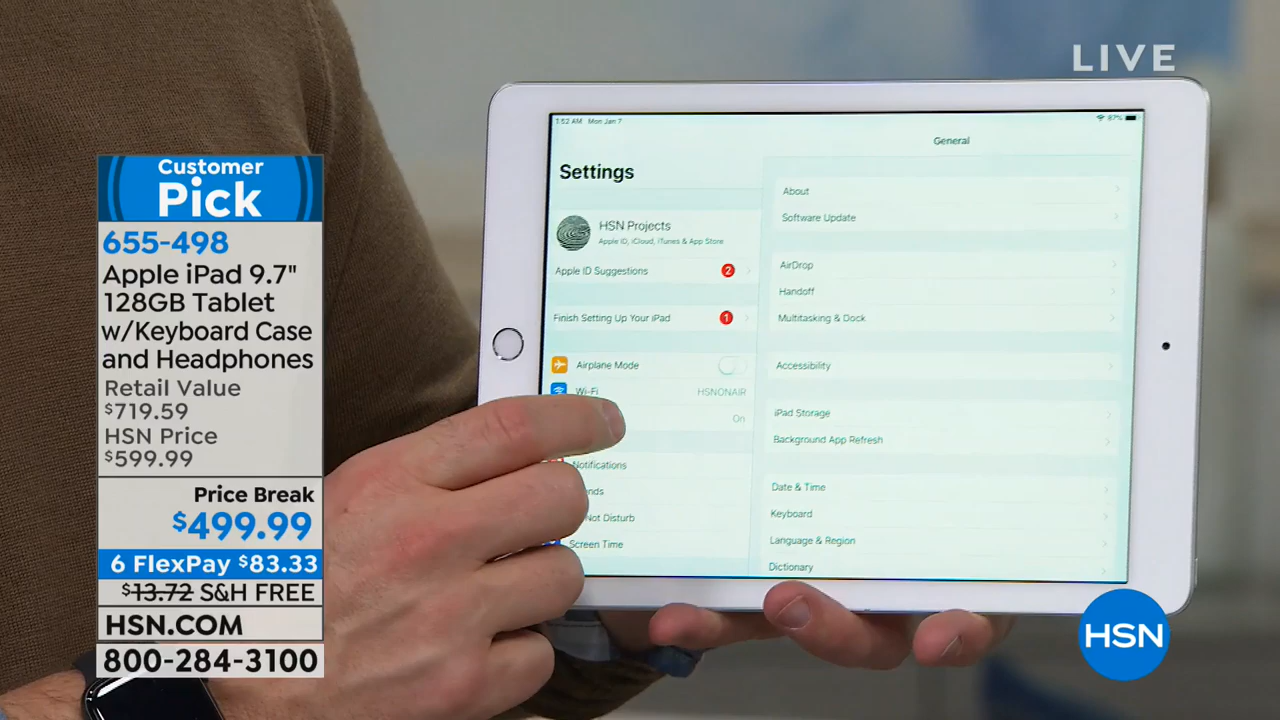 LIVE
Customer
Pick
655-498
Apple iPad 9.7"
128GB Tablet
w/Keyboard Case
and Headphones
Retail Value
$719.59
HSN Price
$599.99
Price Break
$499.99
6 FlexPay $83.33
$13.72 S&H FREE
HSN.COM
800-284-3100
1:52 AM Mon Jan 7
87%
Settings
HSN Projects
Apple ID, iCloud, iTunes & App Store
Apple ID Suggestions
2
Finish Setting Up Your iPad
1
Airplane Mode
Wi-Fi
HSNONAIR
On
Notifications
nds
Not Disturb
Screen Time
General
About
Software Update
AirDrop
Handoff
Multitasking & Dock
Accessibility
iPad Storage
Background App Refresh
Date & Time
Keyboard
Language & Region
Dictionary
HSN